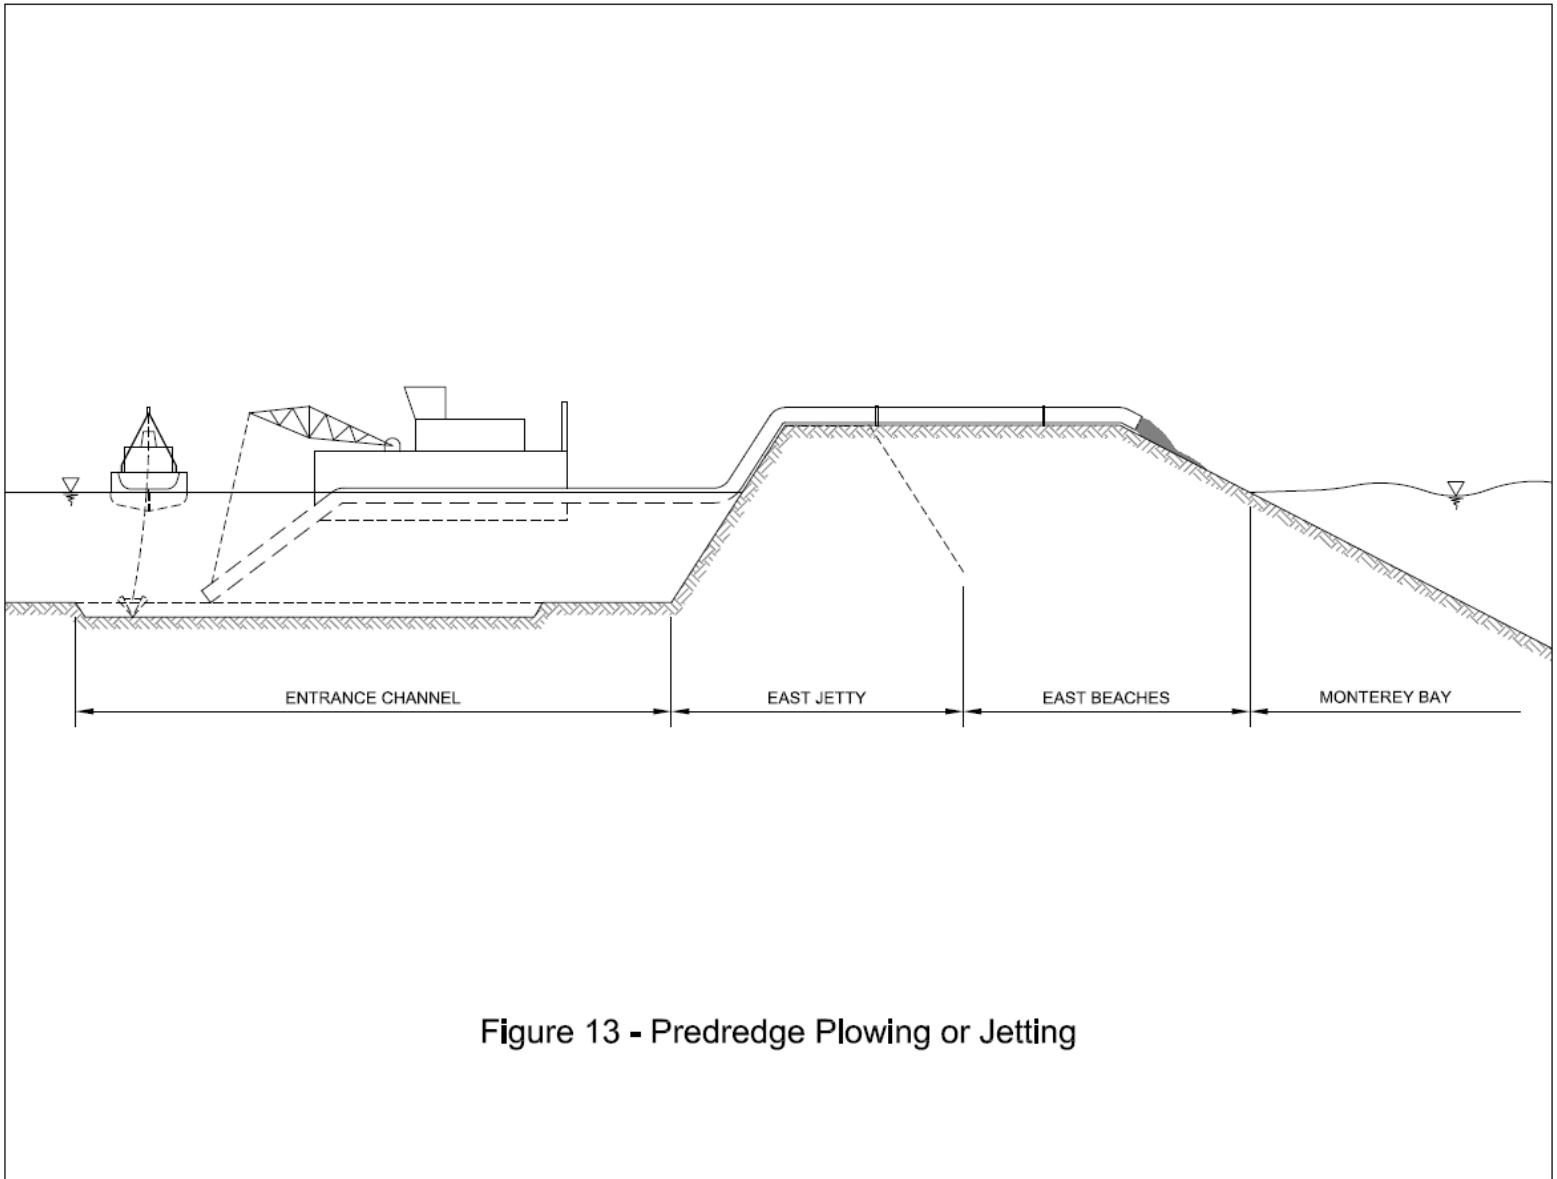 ENTRANCE CHANNEL
EAST JETTY
EAST BEACHES
MONTEREY BAY
Figure 13 - Predredge Plowing or Jetting